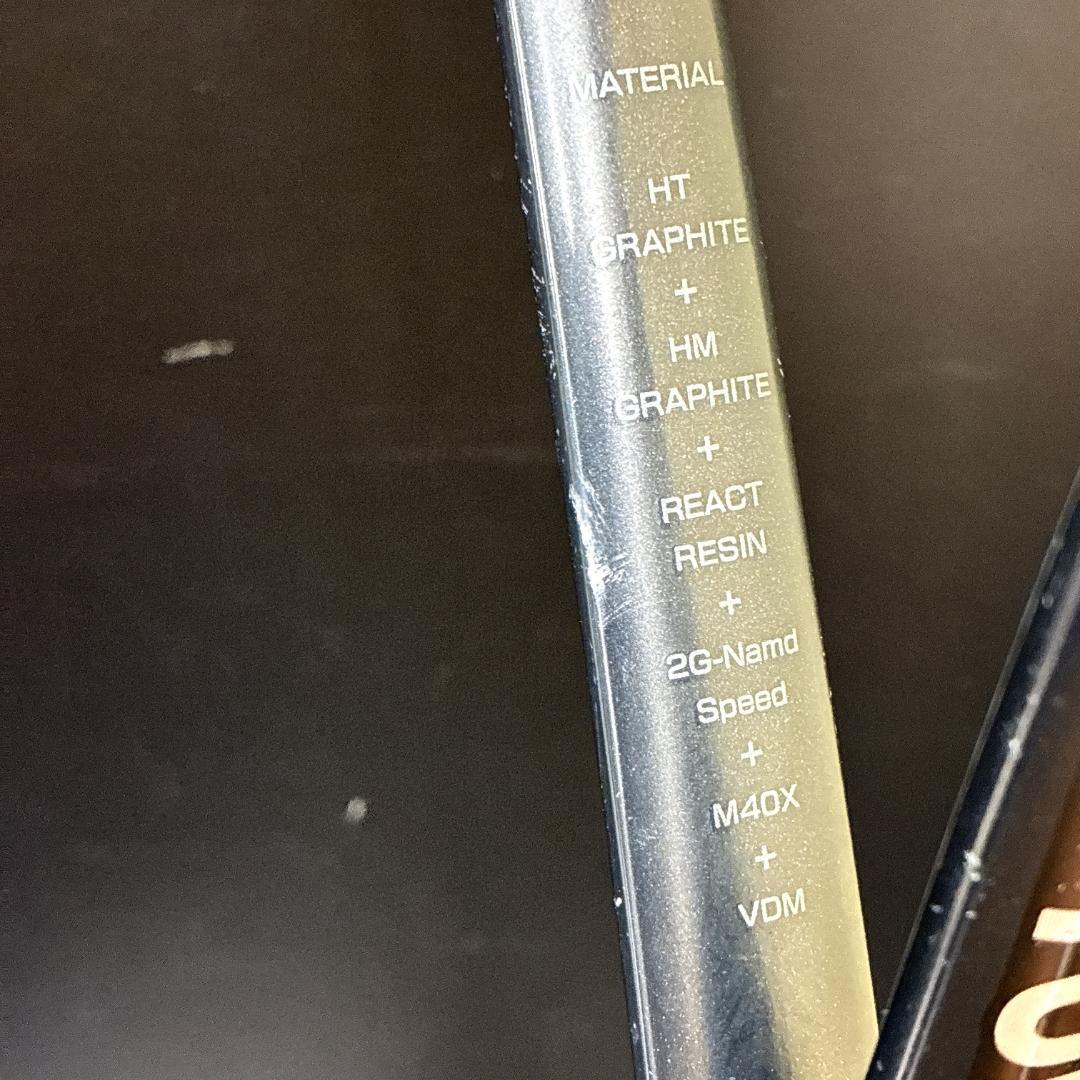 MATERIAL
HT
GRAPHITE
+
HM
GRAPHITE
+
REACT
RESIN
+
2G-Namd
Speed
+
M40X
+
VDM